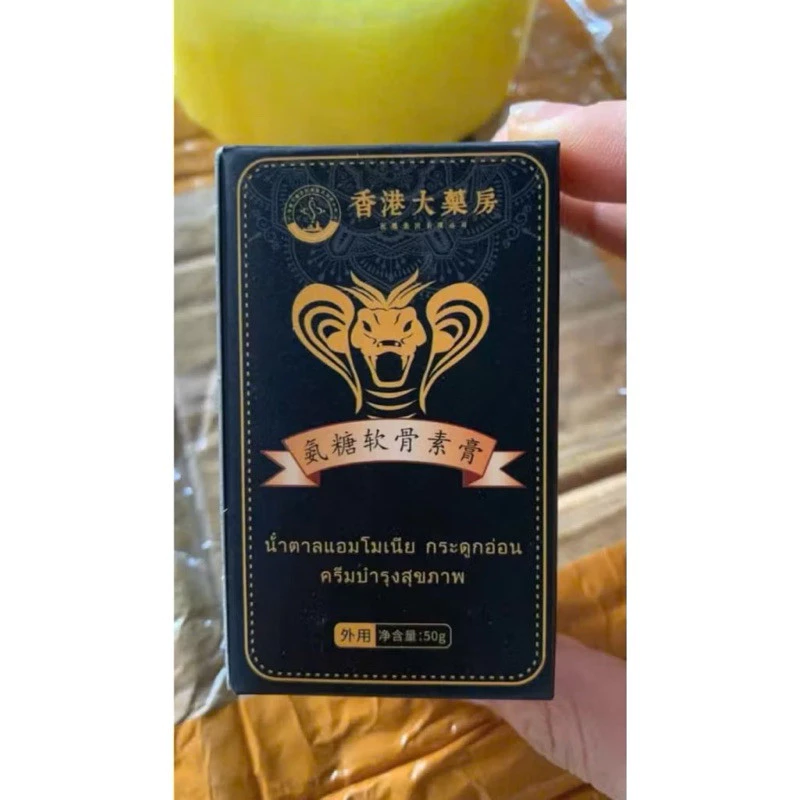 香港大藥房
氨糖软骨素膏
น้ำตาลแอมโมเนีย กระดูกอ่อน
ครีมบำรุงสุขภาพ
外用 净含量:50g